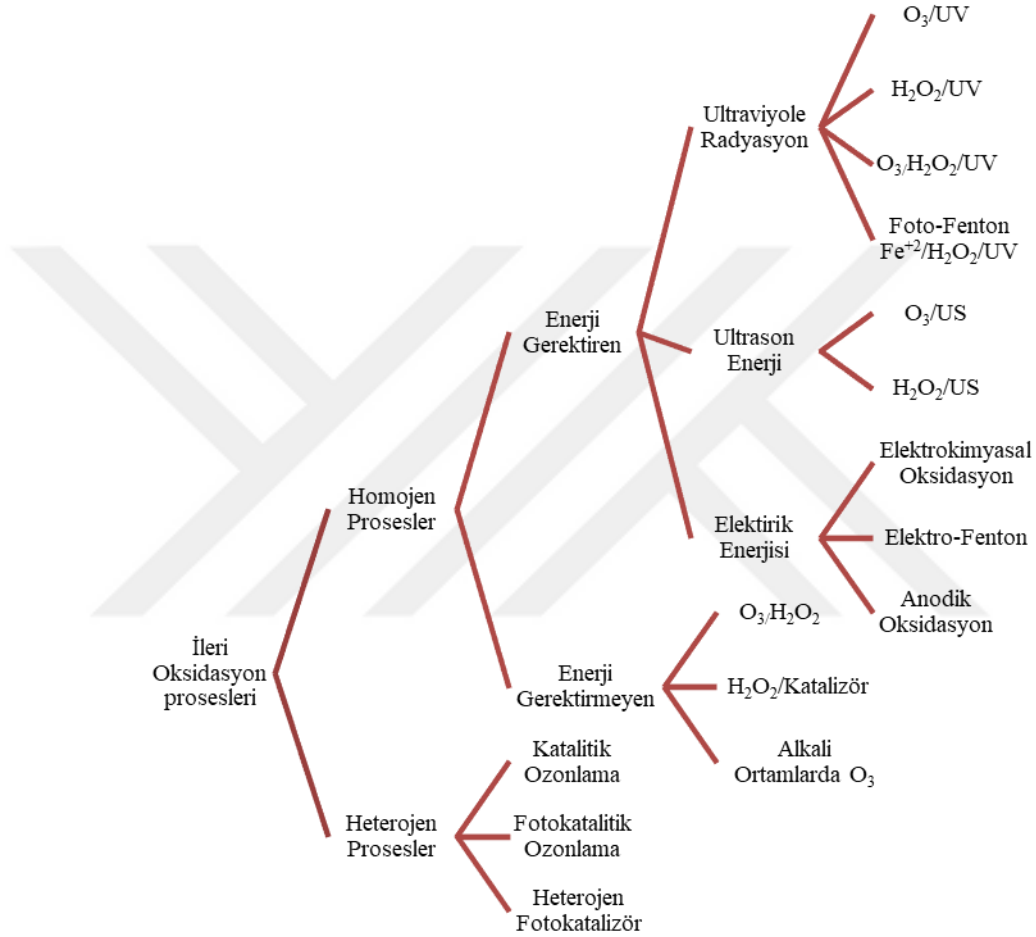 O₃/UV
H₂O₂/UV
Ultraviyole
Radyasyon
O₃/H₂O₂/UV
Foto-Fenton
Fe⁺²/H₂O₂/UV
Enerji
Gerektiren
O₃/US
Ultrason
Enerji
H₂O₂/US
Elektrokimyasal
Oksidasyon
Homojen
Prosesler
Elektirik
Enerjisi
Elektro-Fenton
Anodik
Oksidasyon
O₃/H₂O₂
İleri
Oksidasyon
prosesleri
Enerji
Gerektirmeyen
H₂O₂/Katalizör
Alkali
Ortamlarda O₃
Katalitik
Ozonlama
Heterojen
Prosesler
Fotokatalitik
Ozonlama
Heterojen
Fotokatalizör